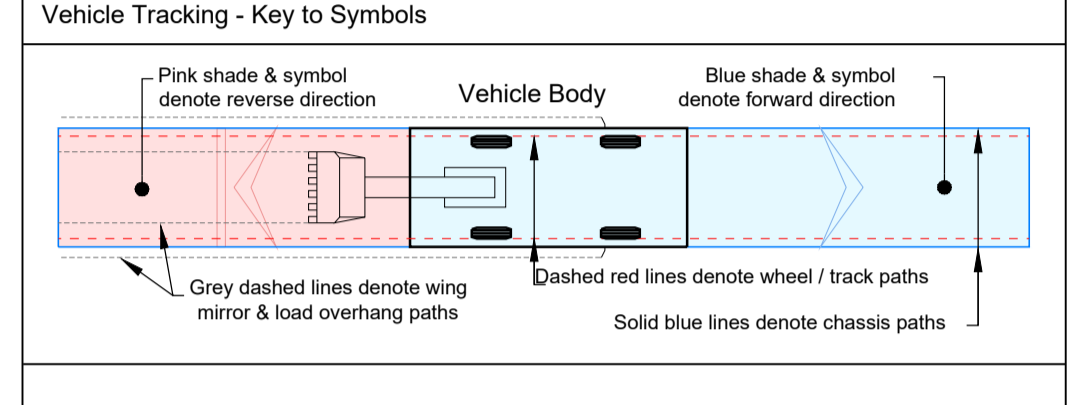 Vehicle Tracking - Key to Symbols
Pink shade & symbol
denote reverse direction
Vehicle Body
Blue shade & symbol
denote forward direction
Grey dashed lines denote wing
mirror & load overhang paths
Dashed red lines denote wheel / track paths
Solid blue lines denote chassis paths